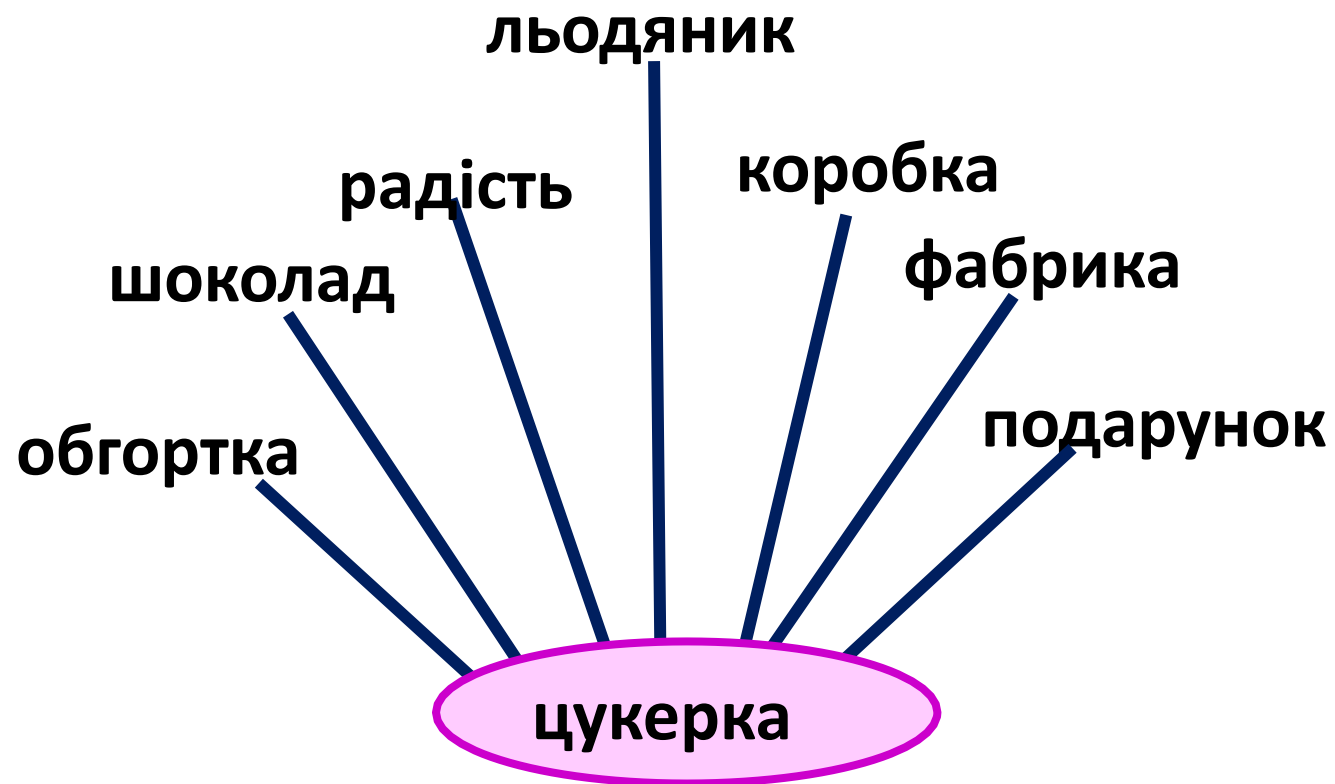 льодяник
радість
коробка
шоколад
фабрика
обгортка
подарунок
цукерка